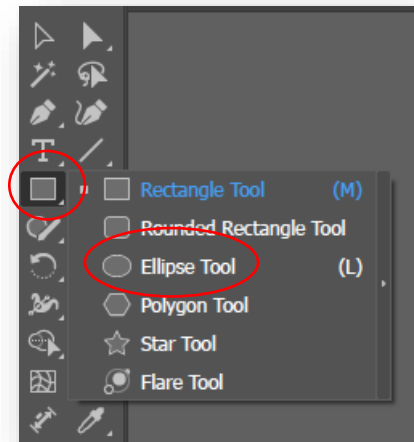 Rectangle Tool (M)
Rounded Rectangle Tool
Ellipse Tool (L)
Polygon Tool
Star Tool
Flare Tool